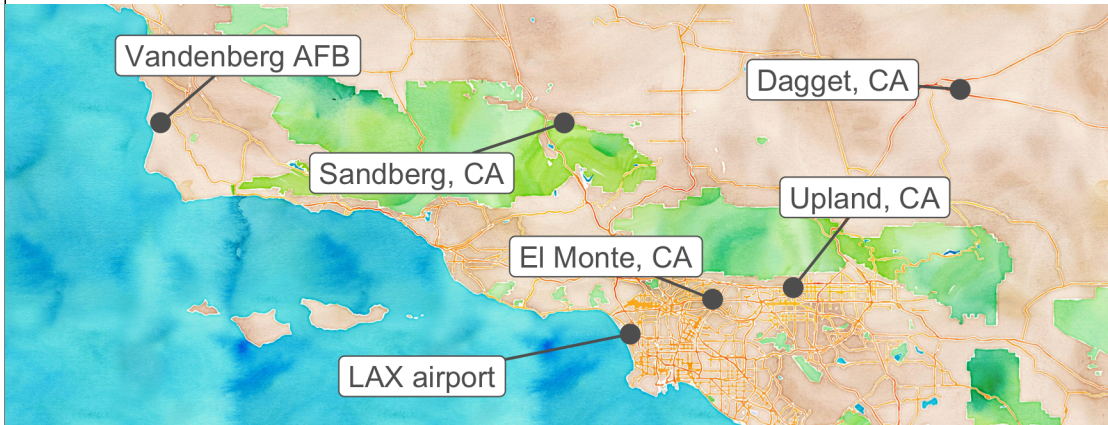 Vandenberg AFB
Dagget, CA
Sandberg, CA
Upland, CA
El Monte, CA
LAX airport